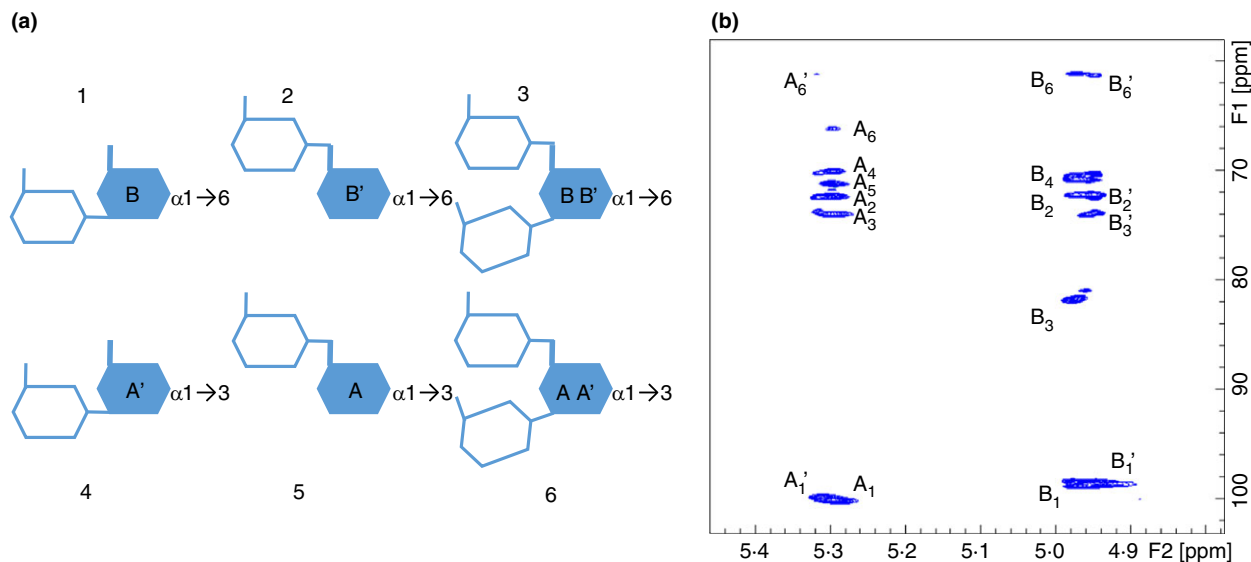 (a)
1 2 3
B α1→6 B' α1→6 B B' α1→6
A' α1→3 A α1→3 A A' α1→3
4 5 6
(b)
A6' B6 B6'
A6
A4 B4
A5
A2 B2 B2'
A3 B3'
B3
A1' A1 B1 B1'
F1 [ppm]
70
80
90
100
5·4 5·3 5·2 5·1 5·0 4·9 F2 [ppm]